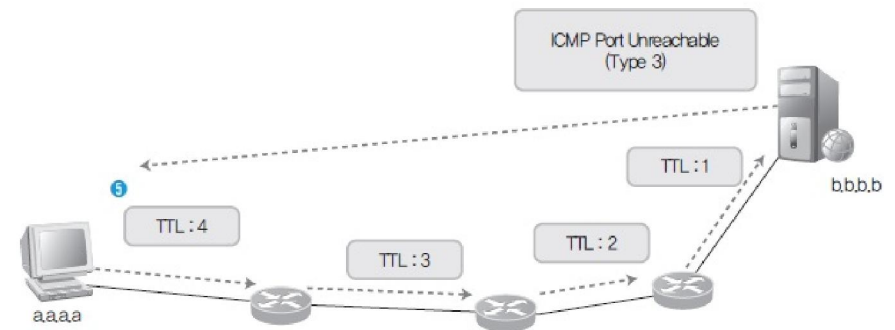 ICMP Port Unreachable
(Type 3)
TTL : 1
b,b,b,b
5
TTL : 4
TTL : 2
TTL : 3
a,a,a,a